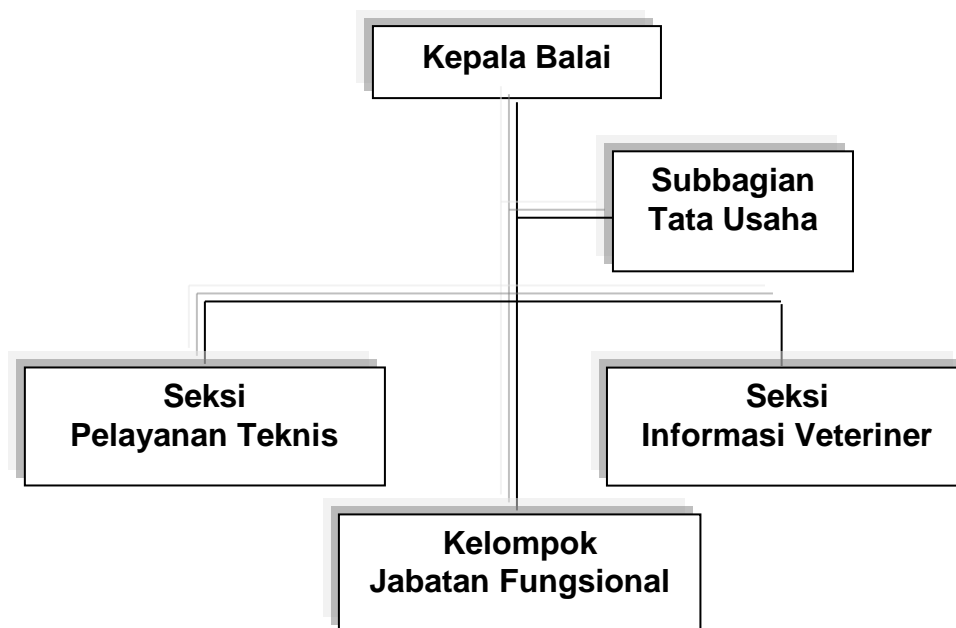 Kepala Balai
Subbagian
Tata Usaha
Seksi
Pelayanan Teknis
Seksi
Informasi Veteriner
Kelompok
Jabatan Fungsional